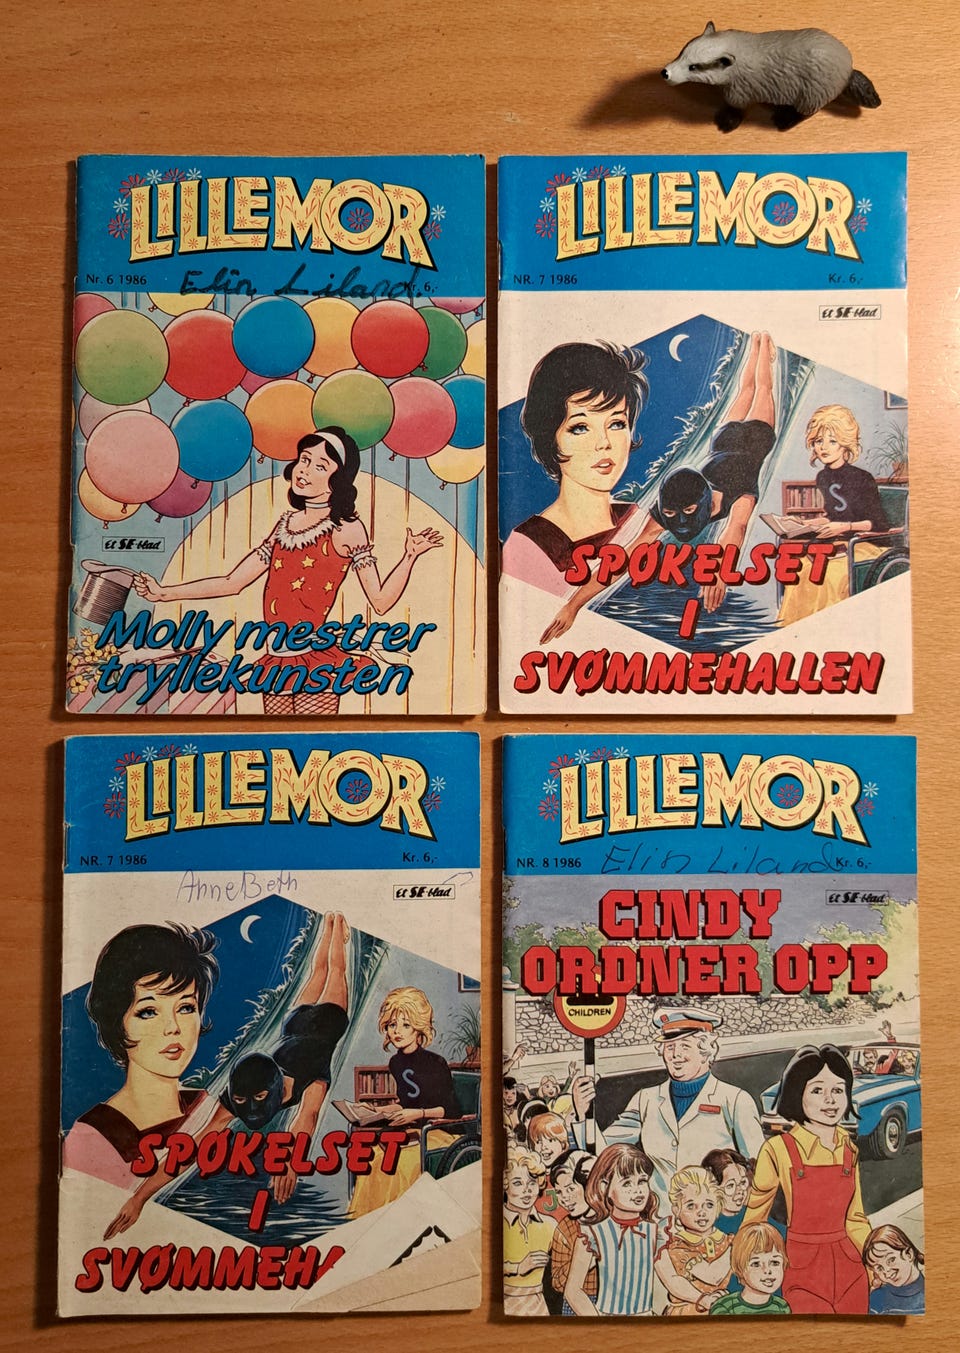 LILLEMOR
Nr. 6 1986
Kr. 6,-
Elin Liland.
Et SE-blad
Molly mestrer
tryllekunsten
LILLEMOR
NR. 7 1986
Kr. 6,-
Et SE-blad
S
SPØKELSET
I
SVØMMEHALLEN
LILLEMOR
NR. 7 1986
Kr. 6,-
AnneBeth
Et SE-blad
S
SPØKELSET
I
SVØMMEHA
LILLEMOR
NR. 8 1986
Elin Liland
Kr. 6,-
Et SE-blad
CINDY
ORDNER OPP
CHILDREN
J